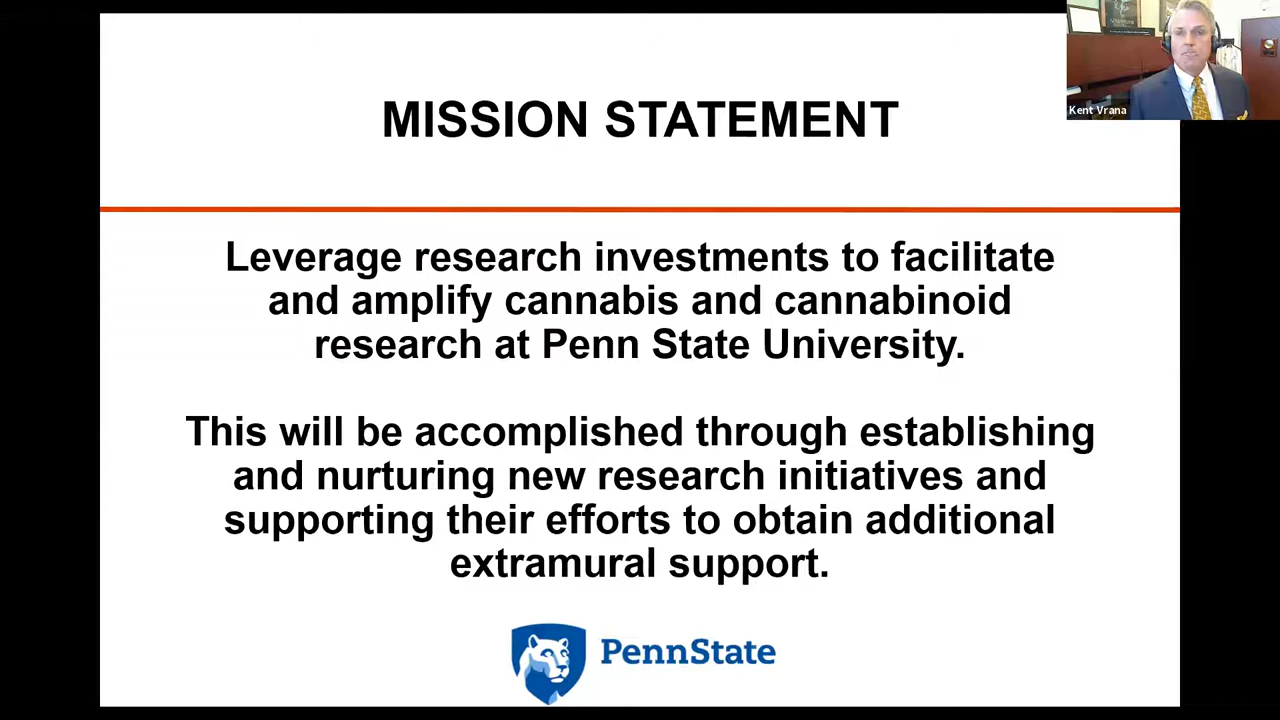 Kent Vrana
MISSION STATEMENT
Leverage research investments to facilitate
and amplify cannabis and cannabinoid
research at Penn State University.
This will be accomplished through establishing
and nurturing new research initiatives and
supporting their efforts to obtain additional
extramural support.
PennState